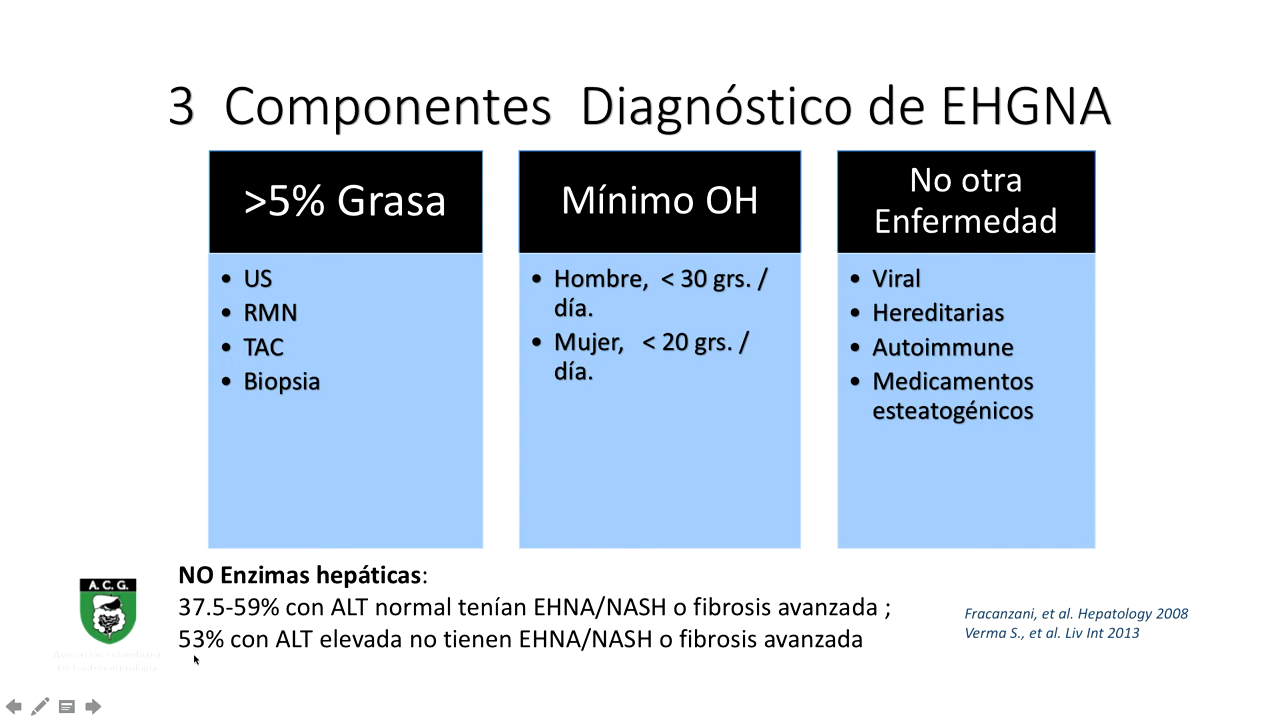 3 Componentes Diagnóstico de EHGNA
>5% Grasa
• US
• RMN
• TAC
• Biopsia
Mínimo OH
• Hombre, < 30 grs. /
día.
• Mujer, < 20 grs. /
día.
No otra
Enfermedad
• Viral
• Hereditarias
• Autoimmune
• Medicamentos
esteatogénicos
NO Enzimas hepáticas:
37.5-59% con ALT normal tenían EHNA/NASH o fibrosis avanzada ;
53% con ALT elevada no tienen EHNA/NASH o fibrosis avanzada
Fracanzani, et al. Hepatology 2008
Verma S., et al. Liv Int 2013
A. C. G.